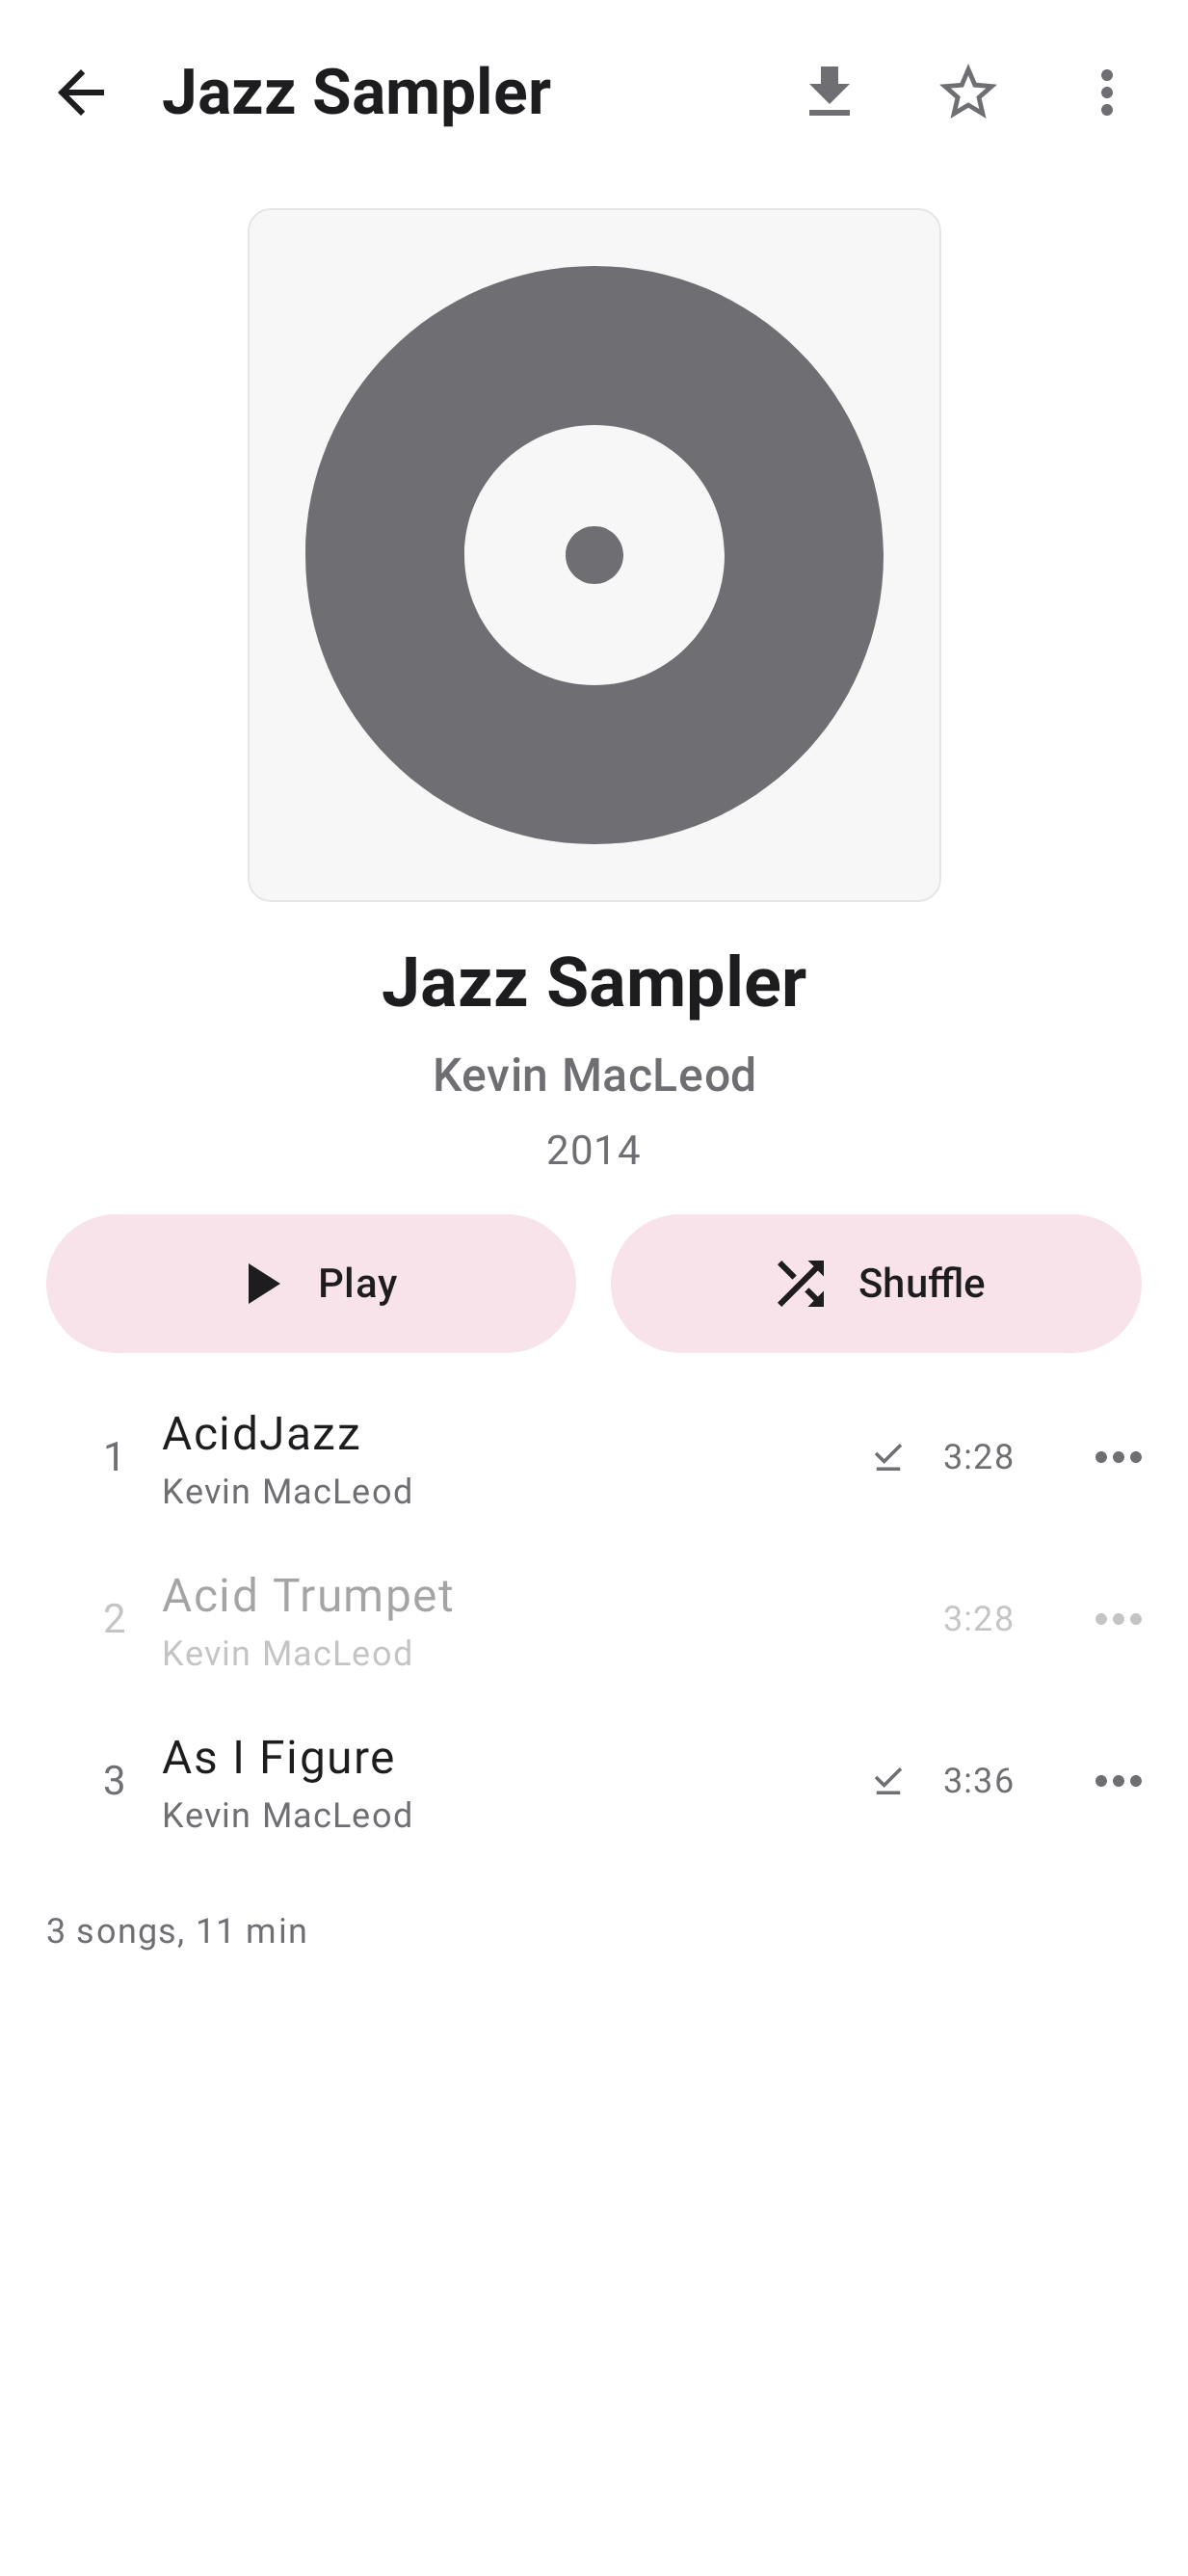 Jazz Sampler
Jazz Sampler
Kevin MacLeod
2014
Play
Shuffle
1
AcidJazz
Kevin MacLeod
3:28
2
Acid Trumpet
Kevin MacLeod
3:28
3
As I Figure
Kevin MacLeod
3:36
3 songs, 11 min